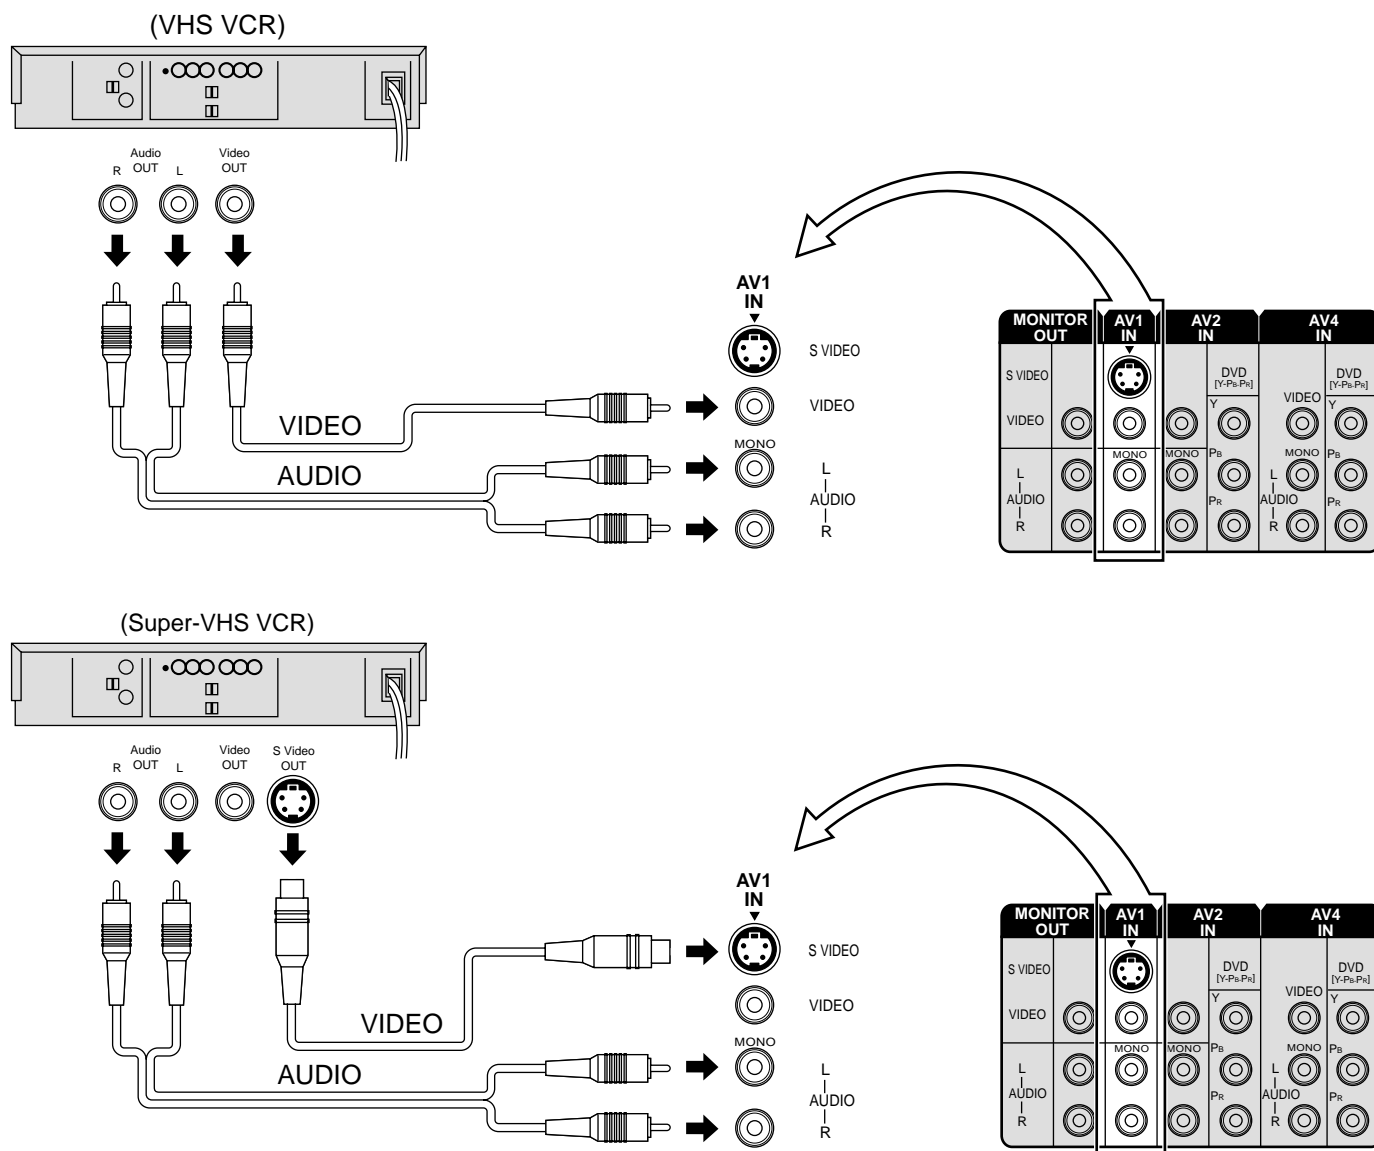 (VHS VCR)
Audio
OUT
R
L
Video
OUT
VIDEO
AUDIO
AV1
IN
S VIDEO
VIDEO
MONO
L
AUDIO
R
MONITOR
OUT
AV1
IN
AV2
IN
AV4
IN
S VIDEO
DVD
[Y-PB-PR]
DVD
[Y-PB-PR]
VIDEO
Y
VIDEO
Y
MONO
MONO
PB
MONO
PB
L
AUDIO
R
PR
L
AUDIO
R
PR
(Super-VHS VCR)
Audio
OUT
R
L
Video
OUT
S Video
OUT
VIDEO
AUDIO
AV1
IN
S VIDEO
VIDEO
MONO
L
AUDIO
R
MONITOR
OUT
AV1
IN
AV2
IN
AV4
IN
S VIDEO
DVD
[Y-PB-PR]
DVD
[Y-PB-PR]
VIDEO
Y
VIDEO
Y
MONO
MONO
PB
MONO
PB
L
AUDIO
R
PR
L
AUDIO
R
PR